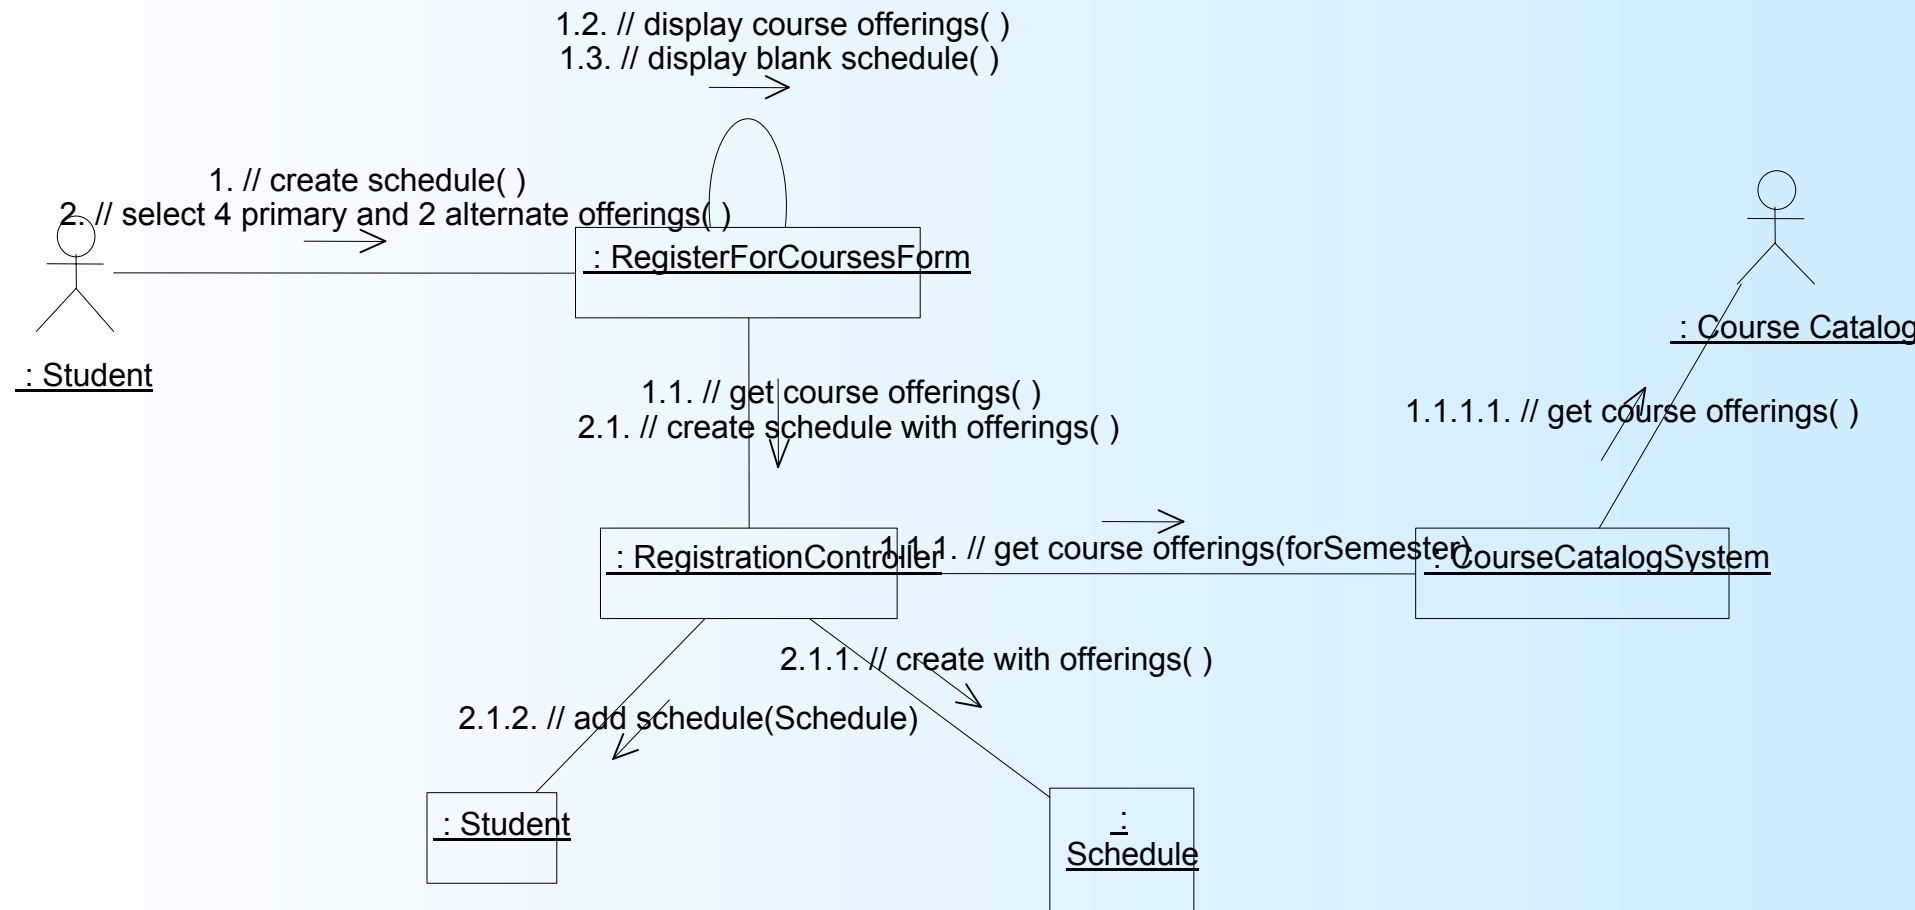 1.2. // display course offerings( )
1.3. // display blank schedule( )
1. // create schedule( )
2. // select 4 primary and 2 alternate offerings( )
: RegisterForCoursesForm
: Course Catalog
: Student
1.1. // get course offerings( )
2.1. // create schedule with offerings( )
1.1.1.1. // get course offerings( )
: RegistrationController
1.1.1. // get course offerings(forSemester)
: CourseCatalogSystem
2.1.1. // create with offerings( )
2.1.2. // add schedule(Schedule)
: Student
:
Schedule